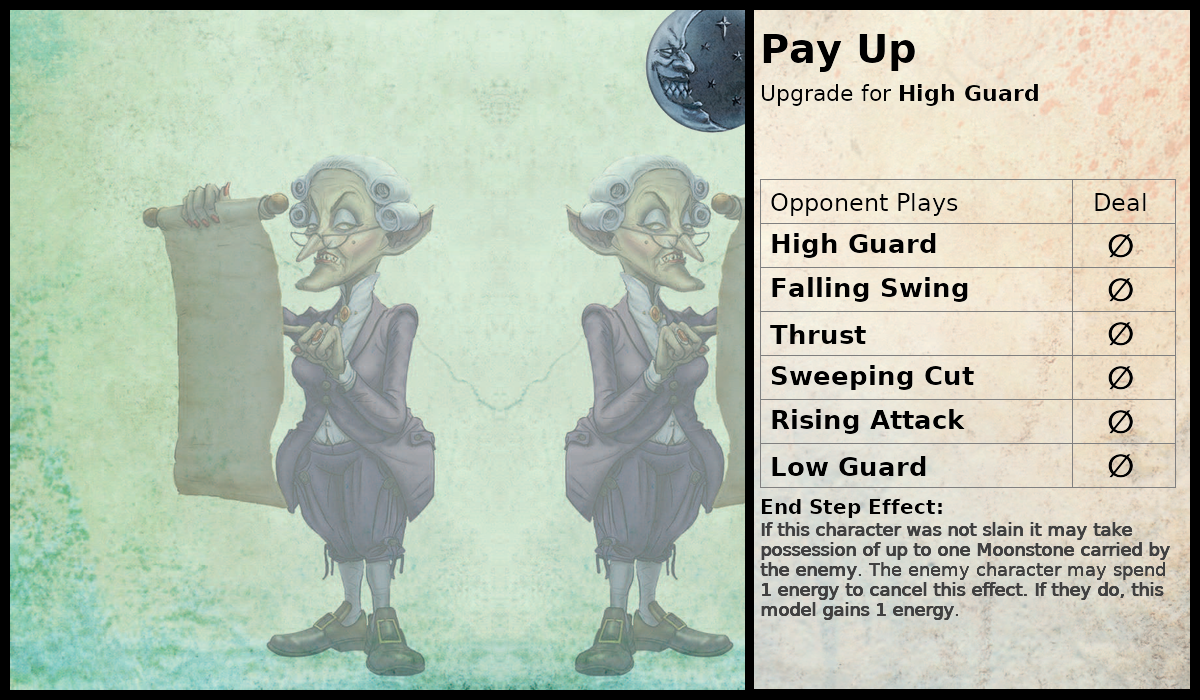 Pay Up
Upgrade for High Guard
Opponent Plays Deal
High Guard ∅
Falling Swing ∅
Thrust ∅
Sweeping Cut ∅
Rising Attack ∅
Low Guard ∅
End Step Effect:
If this character was not slain it may take
possession of up to one Moonstone carried by
the enemy. The enemy character may spend
1 energy to cancel this effect. If they do, this
model gains 1 energy.